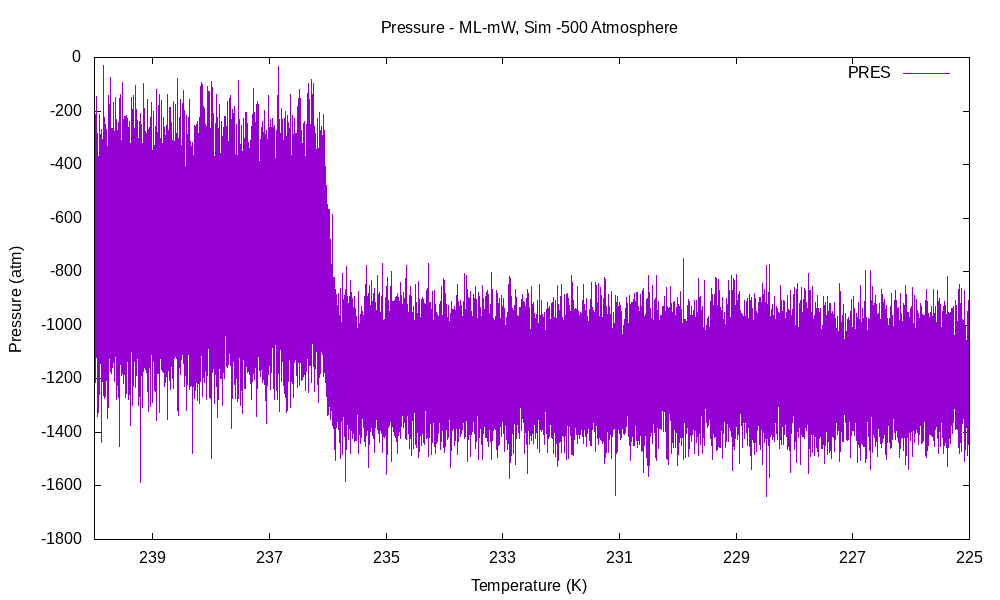 Pressure - ML-mW, Sim -500 Atmosphere
PRES
0
-200
-400
-600
-800
-1000
-1200
-1400
-1600
-1800
Pressure (atm)
239 237 235 233 231 229 227 225
Temperature (K)